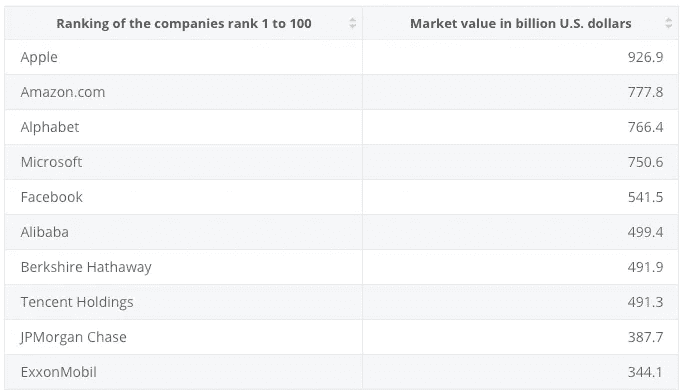 Ranking of the companies rank 1 to 100 Market value in billion U.S. dollars
Apple 926.9
Amazon.com 777.8
Alphabet 766.4
Microsoft 750.6
Facebook 541.5
Alibaba 499.4
Berkshire Hathaway 491.9
Tencent Holdings 491.3
JPMorgan Chase 387.7
ExxonMobil 344.1